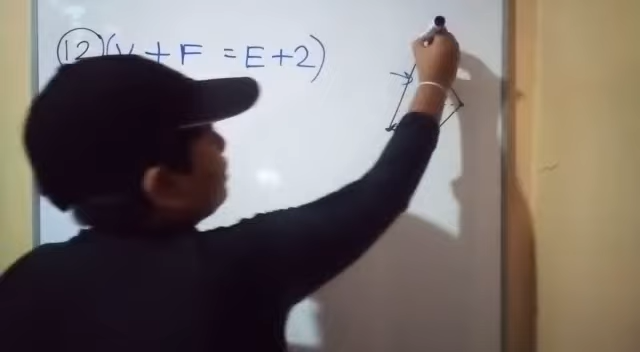 12 (V + F = E + 2)